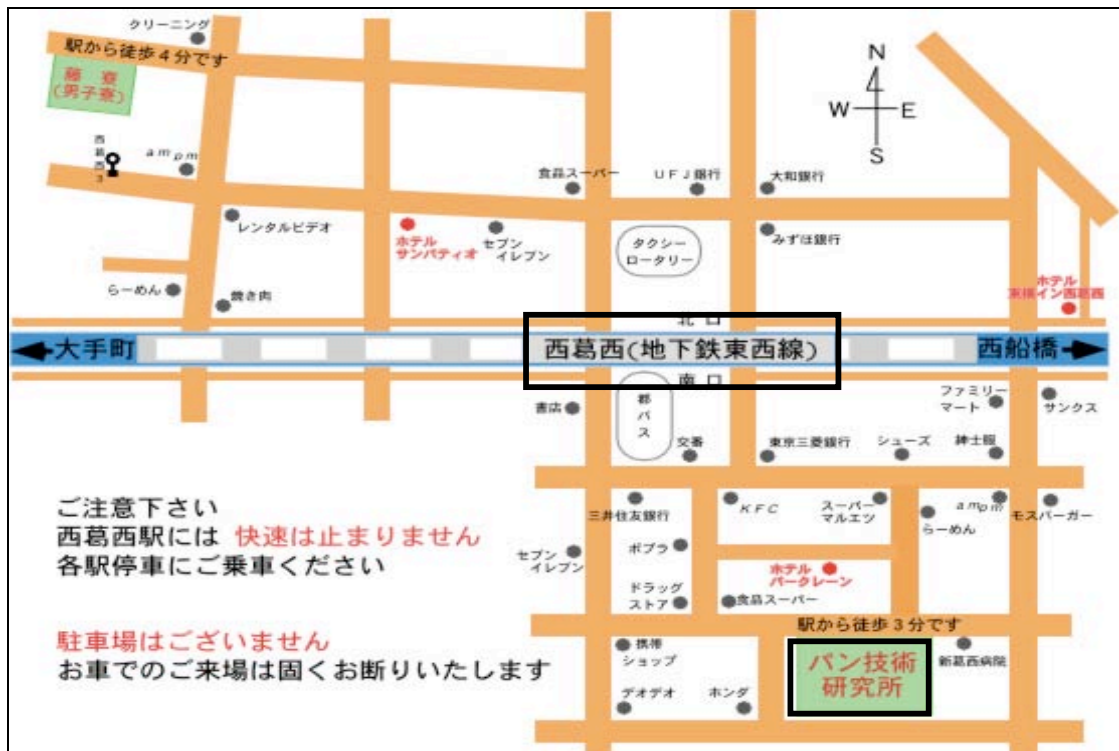 クリーニング
駅から徒歩４分です
藤 寮
(男子寮)
N
W
E
S
西葛西3
ampm
食品スーパー
ＵＦＪ銀行
大和銀行
レンタルビデオ
ホテル
サンパティオ
セブン
イレブン
タクシー
ロータリー
みずほ銀行
らーめん
焼き肉
ホテル
東横イン西葛西
北 口
大手町
西葛西(地下鉄東西線)
西船橋
南 口
書店
都バス
交番
東京三菱銀行
シューズ
ファミリー
マート
紳士服
サンクス
ご注意下さい
西葛西駅には 快速は止まりません
各駅停車にご乗車ください
駐車場はございません
お車でのご来場は固くお断りいたします
三井住友銀行
KFC
スーパー
マルエツ
らーめん
ampm
モスバーガー
セブン
イレブン
ポプラ
ドラッグ
ストア
ホテル
パークレーン
食品スーパー
駅から徒歩３分です
携帯
ショップ
デオデオ
ホンダ
パン技術
研究所
新葛西病院